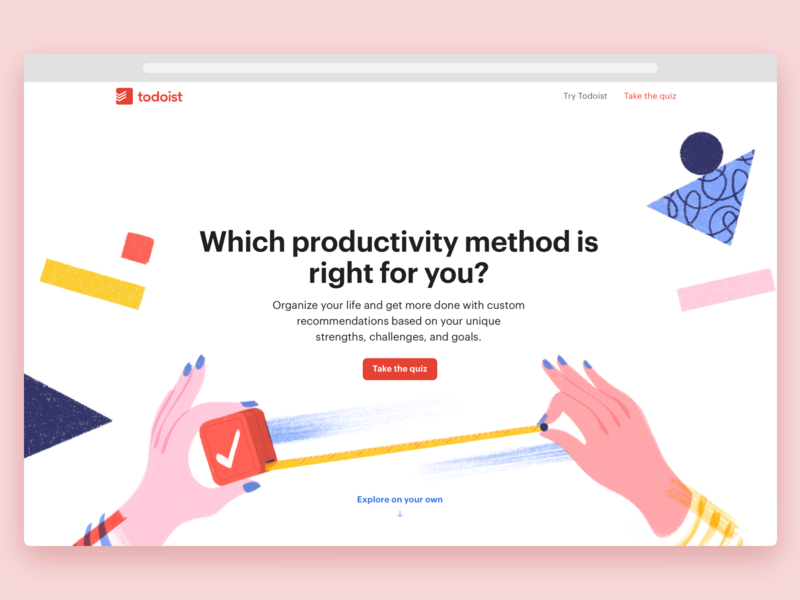 todoist
Try Todoist
Take the quiz
Which productivity method is
right for you?
Organize your life and get more done with custom
recommendations based on your unique
strengths, challenges, and goals.
Take the quiz
Explore on your own